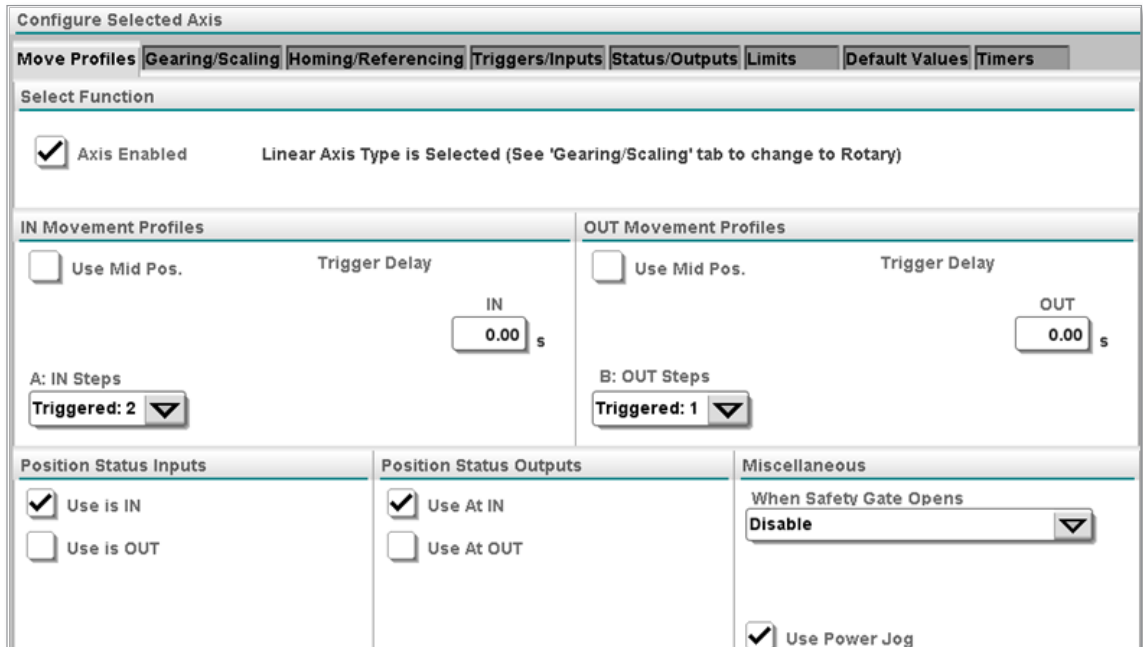 Configure Selected Axis
Move Profiles Gearing/Scaling Homing/Referencing Triggers/Inputs Status/Outputs Limits Default Values Timers
Select Function
Axis Enabled Linear Axis Type is Selected (See 'Gearing/Scaling' tab to change to Rotary)
IN Movement Profiles
Use Mid Pos. Trigger Delay
IN
0.00 s
A: IN Steps
Triggered: 2
OUT Movement Profiles
Use Mid Pos. Trigger Delay
OUT
0.00 s
B: OUT Steps
Triggered: 1
Position Status Inputs
Use is IN
Use is OUT
Position Status Outputs
Use At IN
Use At OUT
Miscellaneous
When Safety Gate Opens
Disable
Use Power Jog